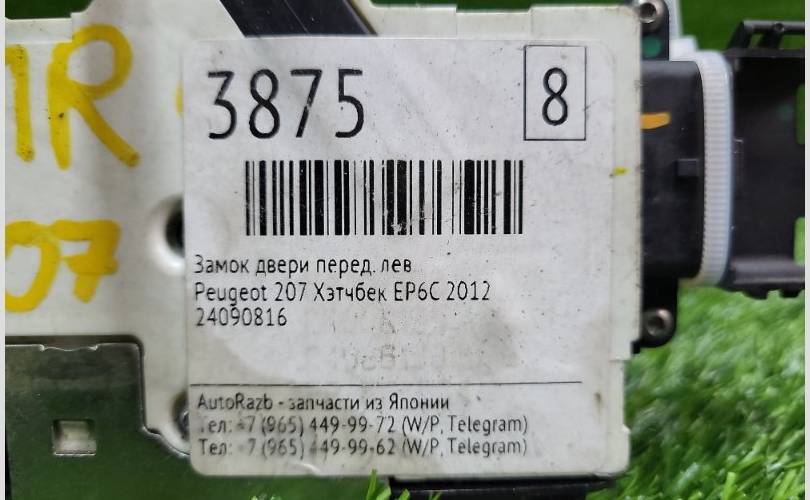 3875
8
Замок двери перед. лев
Peugeot 207 Хэтчбек EP6C 2012
24090816
AutoRazb - запчасти из Японии
Тел: +7 (965) 449-99-72 (W/P, Telegram)
Тел: +7 (965) 449-99-62 (W/P, Telegram)
07